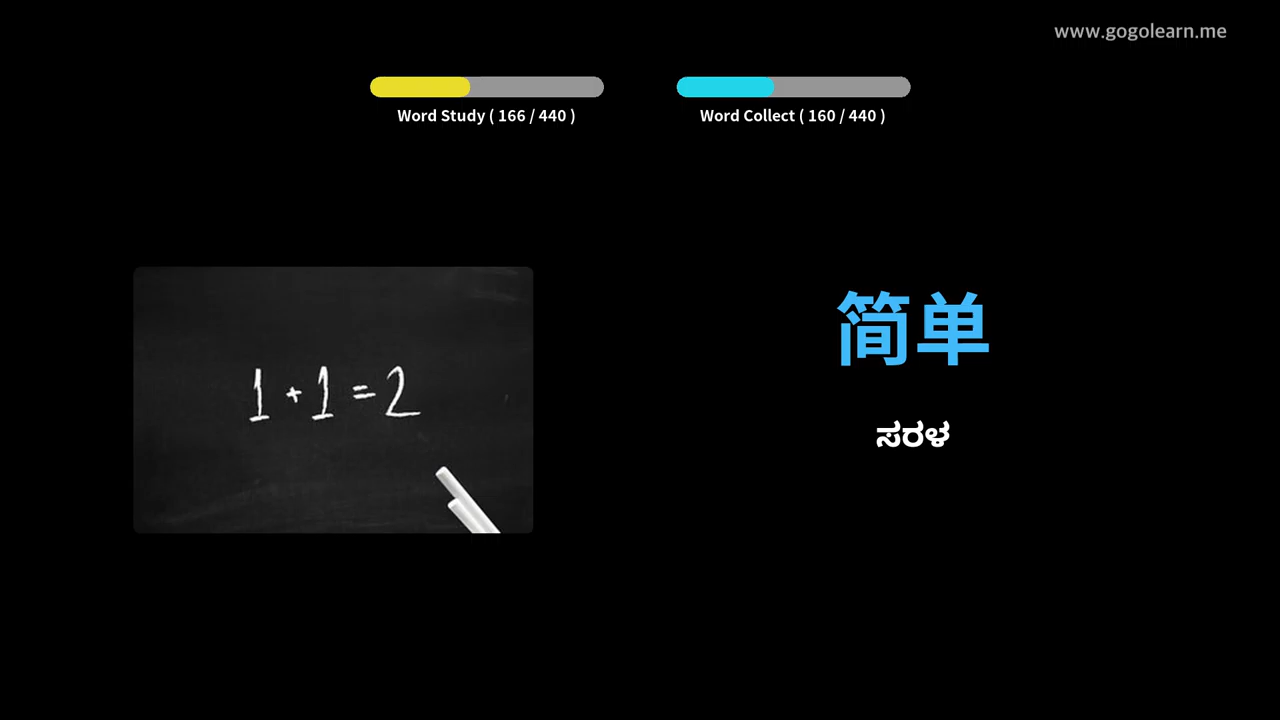 www.gogolearn.me
Word Study ( 166 / 440 )
Word Collect ( 160 / 440 )
1 + 1 = 2
简单
ಸರಳ